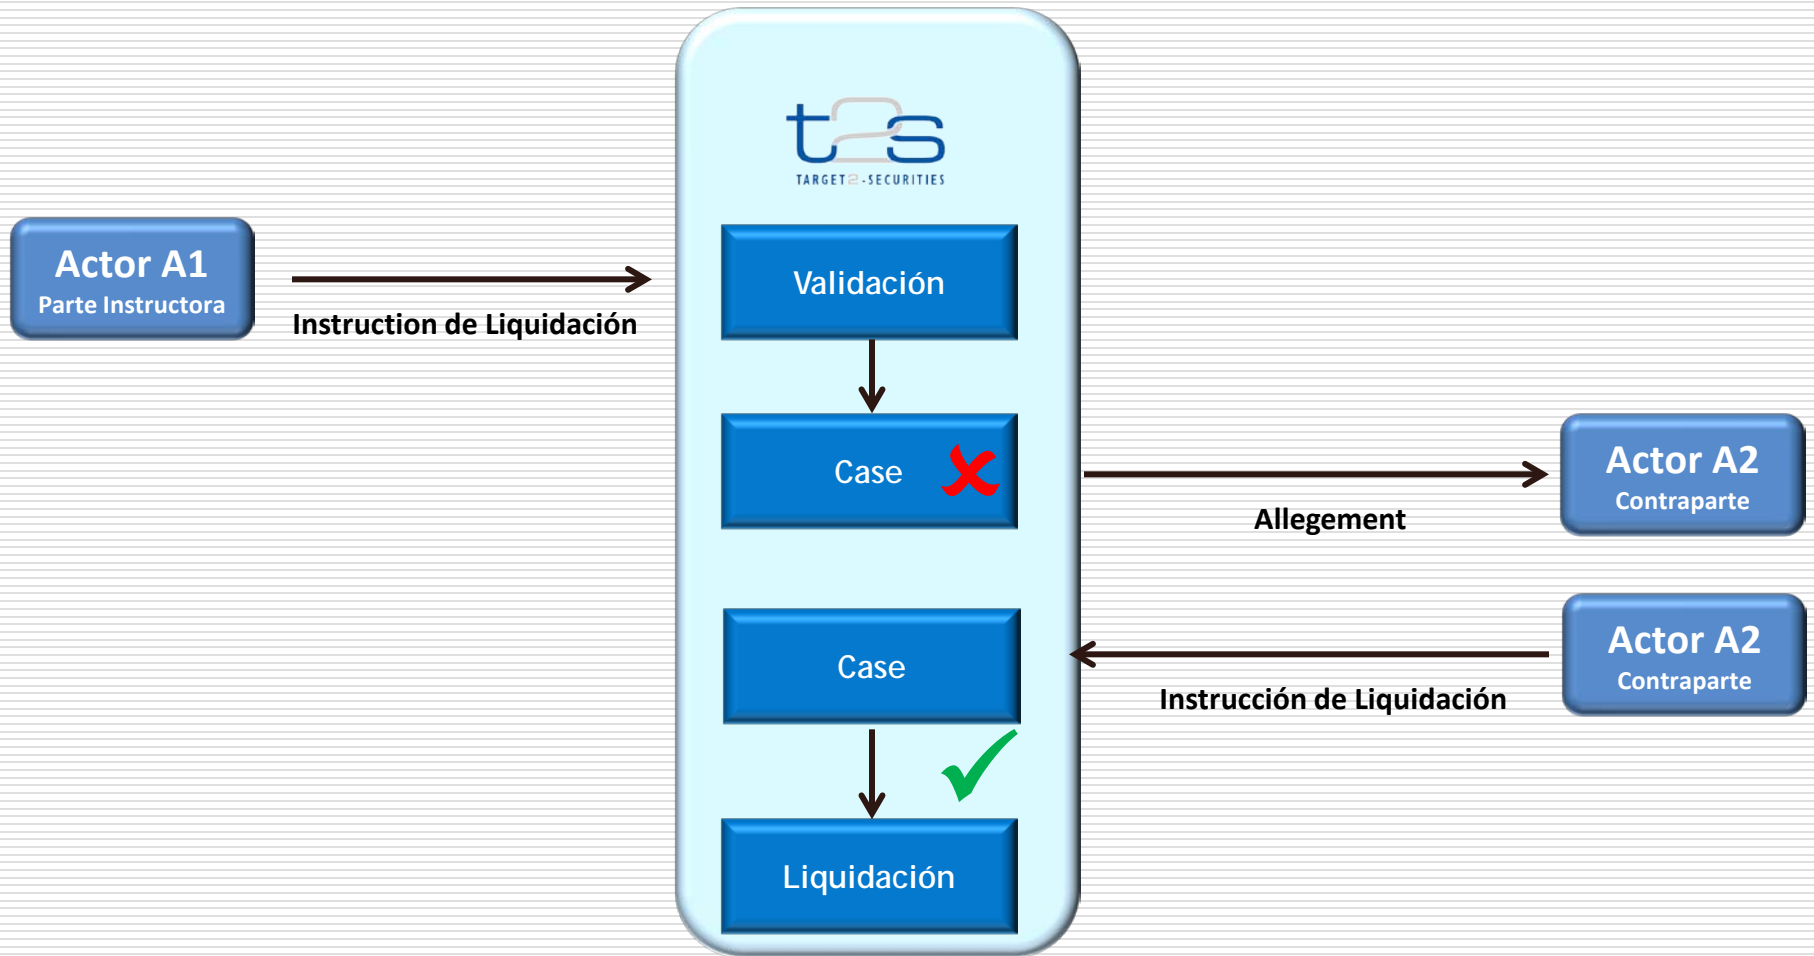 t2s
TARGET2-SECURITIES
Actor A1
Parte Instructora
Instruction de Liquidación
Validación
Case
Allegement
Actor A2
Contraparte
Case
Instrucción de Liquidación
Actor A2
Contraparte
Liquidación